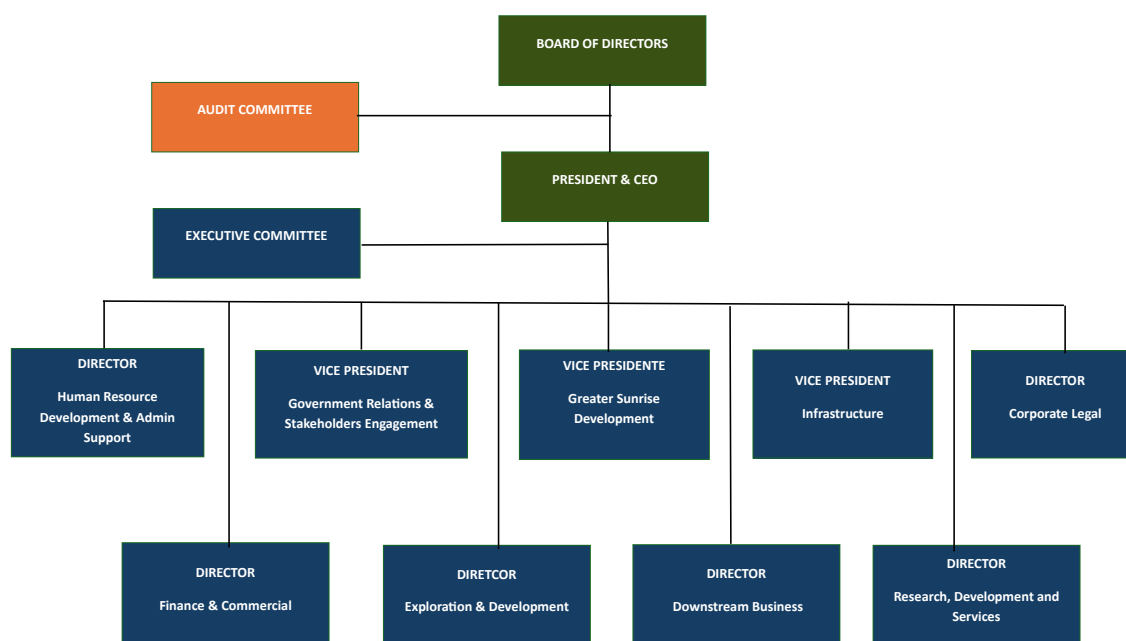 BOARD OF DIRECTORS
AUDIT COMMITTEE
PRESIDENT & CEO
EXECUTIVE COMMITTEE
DIRECTOR
Human Resource
Development & Admin
Support
VICE PRESIDENT
Government Relations &
Stakeholders Engagement
VICE PRESIDENTE
Greater Sunrise
Development
VICE PRESIDENT
Infrastructure
DIRECTOR
Corporate Legal
DIRECTOR
Finance & Commercial
DIRETCOR
Exploration & Development
DIRECTOR
Downstream Business
DIRECTOR
Research, Development and
Services